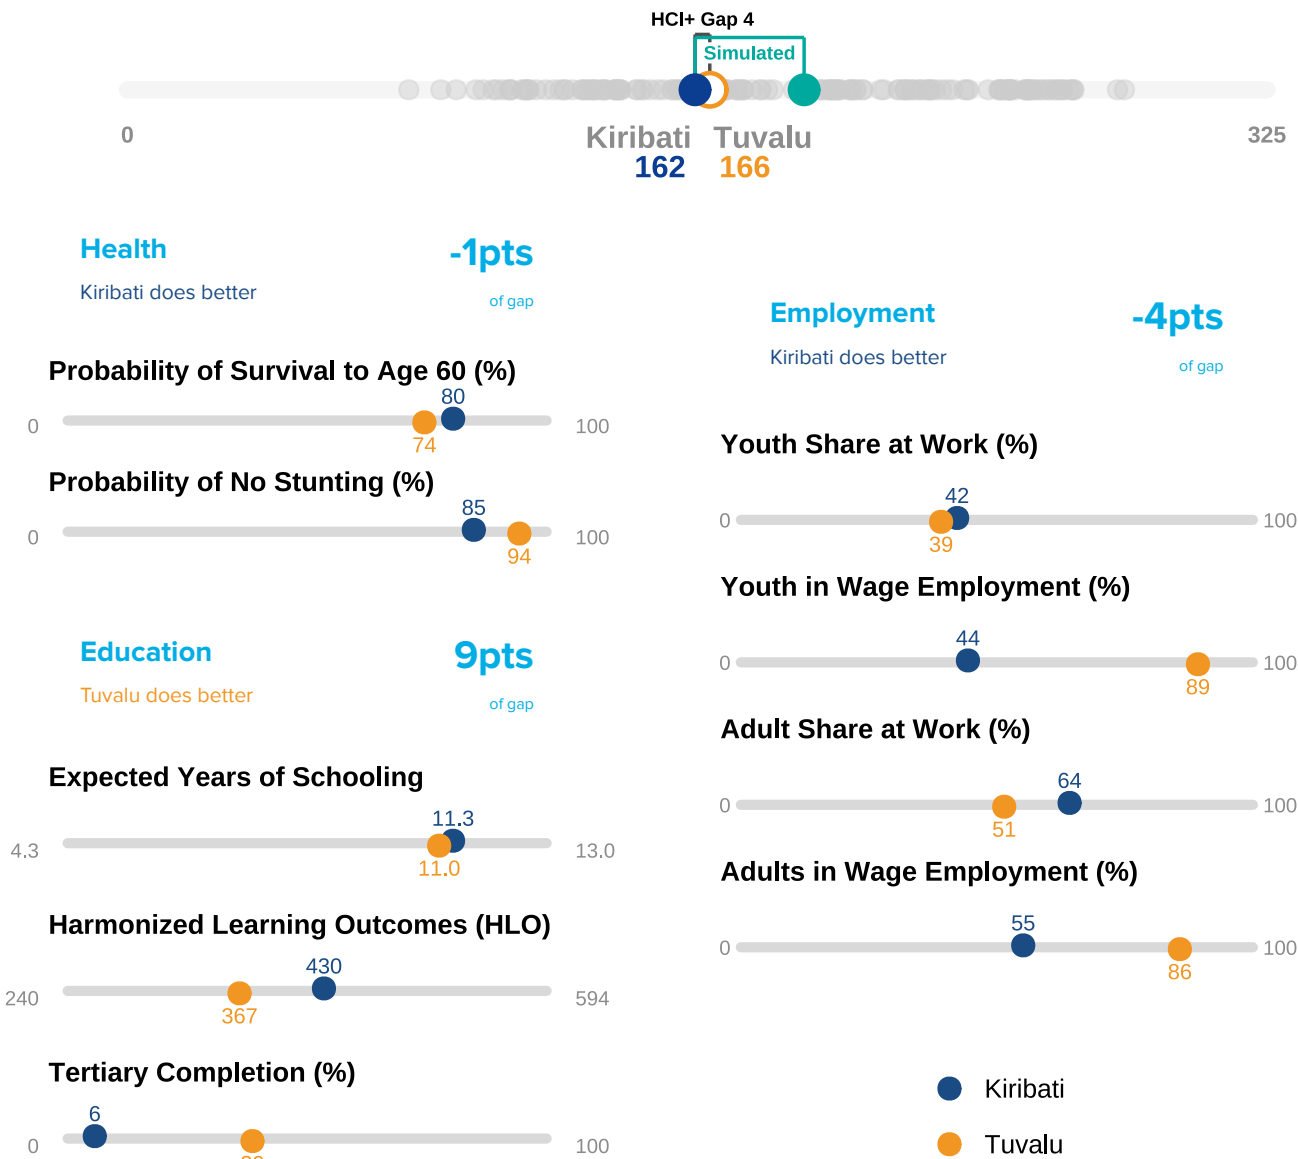 HCI+ Gap 4
Simulated
0
325
Kiribati Tuvalu
162 166
Health
-1pts
Kiribati does better
of gap
Probability of Survival to Age 60 (%)
80
0
100
74
Probability of No Stunting (%)
85
0
100
94
Education
9pts
Tuvalu does better
of gap
Expected Years of Schooling
11.3
4.3
13.0
11.0
Harmonized Learning Outcomes (HLO)
430
240
594
367
Tertiary Completion (%)
6
0
100
Employment
-4pts
Kiribati does better
of gap
Youth Share at Work (%)
42
0
100
39
Youth in Wage Employment (%)
44
0
100
89
Adult Share at Work (%)
64
0
100
51
Adults in Wage Employment (%)
55
0
100
86
Kiribati
Tuvalu